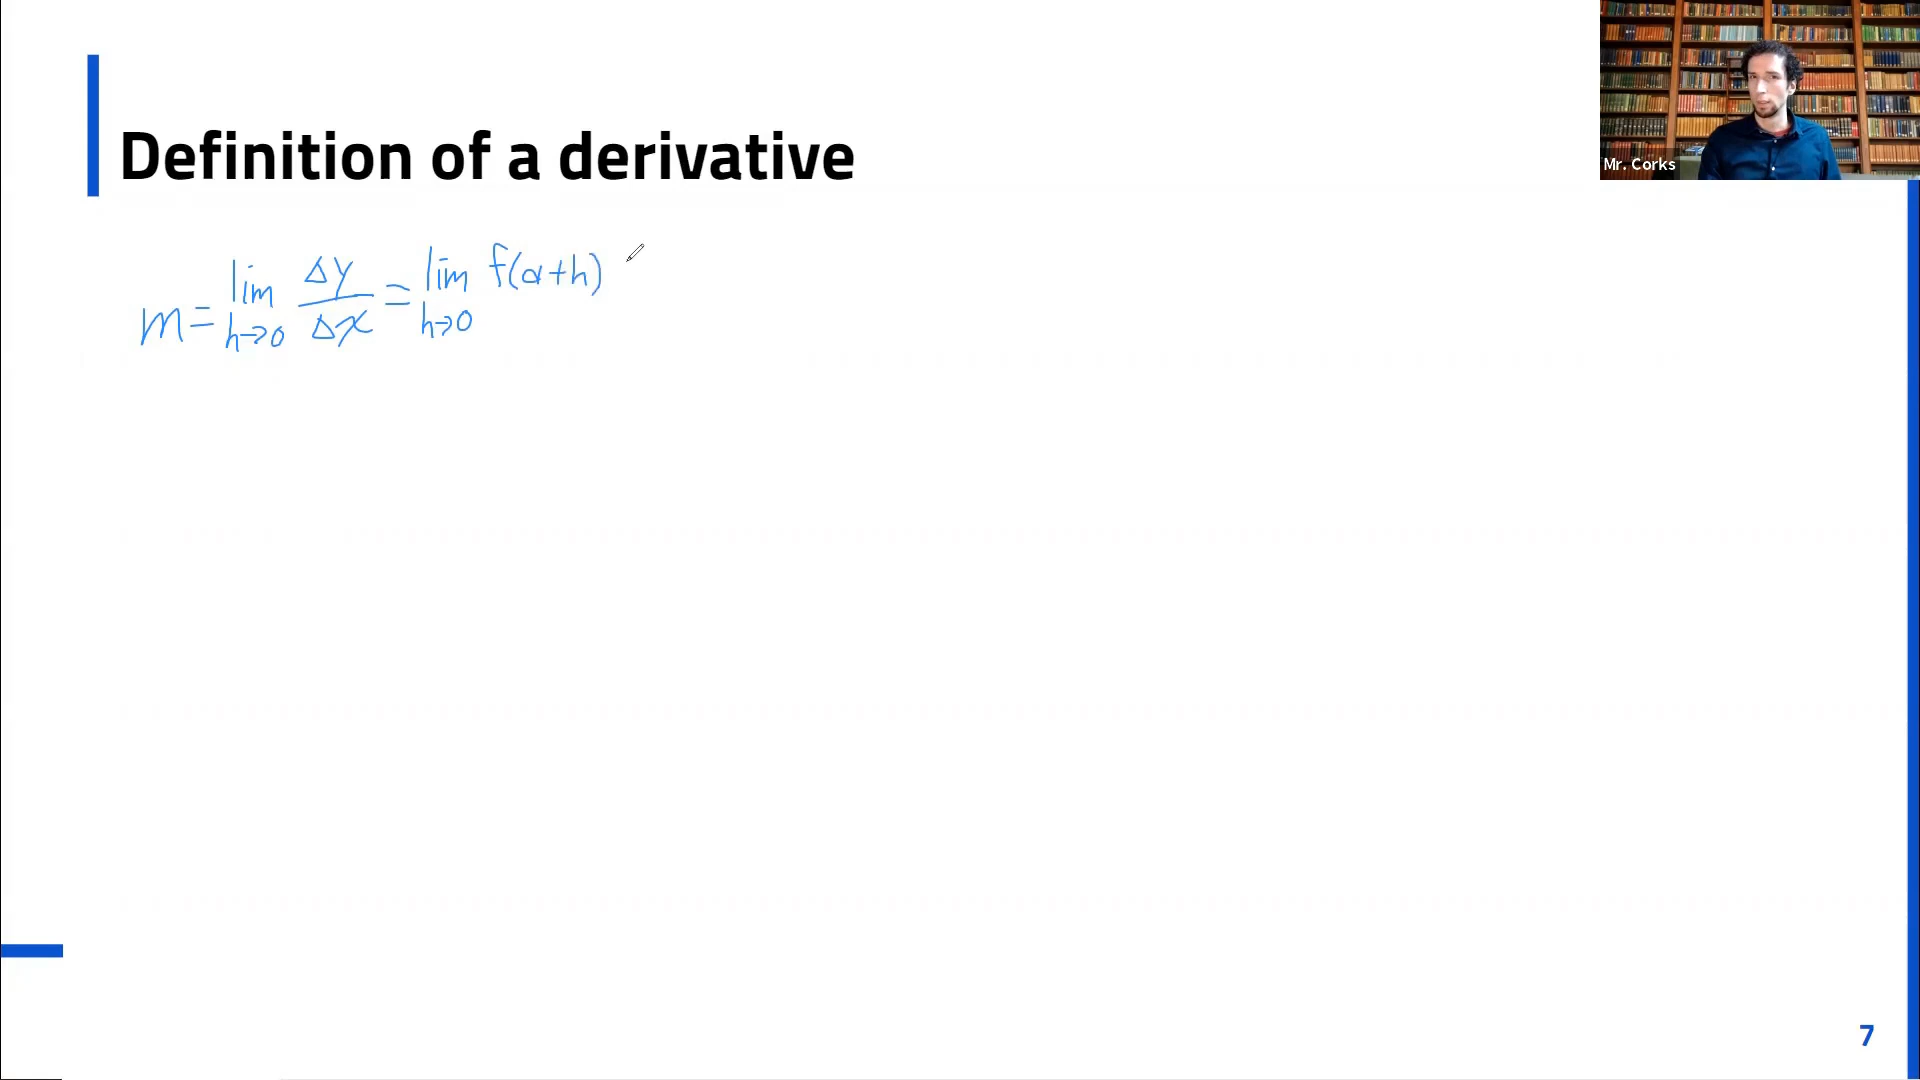 Mr. Corks
Definition of a derivative
m = lim h→0 Δy/Δx = lim h→0 f(a+h)
7